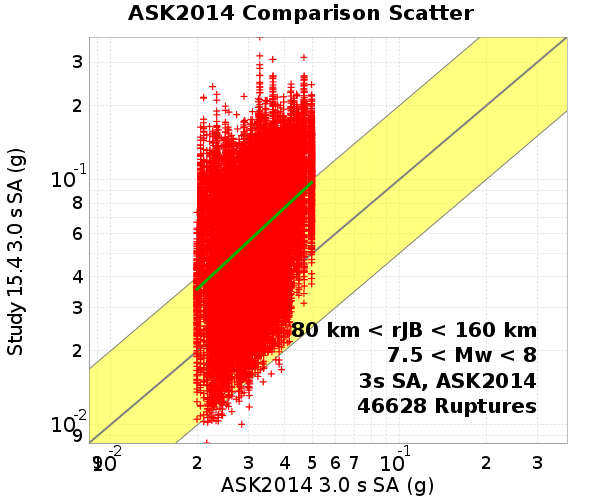 ASK2014 Comparison Scatter
Study 15.4 3.0 s SA (g)
3
2
10⁻¹
8
6
4
3
2
10⁻²
9
80 km < rJB < 160 km
7.5 < Mw < 8
3s SA, ASK2014
46628 Ruptures
9 10⁻² 2 3 4 5 6 7 10⁻¹ 2 3
ASK2014 3.0 s SA (g)